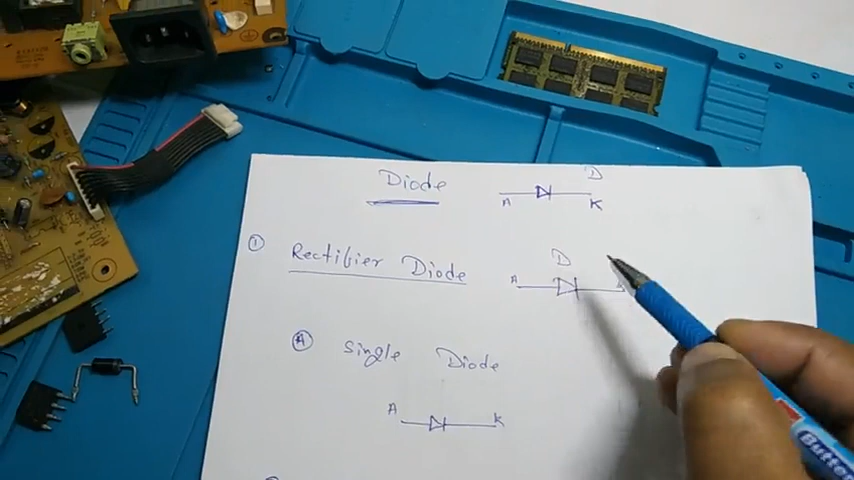 Diode
D
A K
① Rectifier Diode
D
A
Ⓐ Single Diode
A K